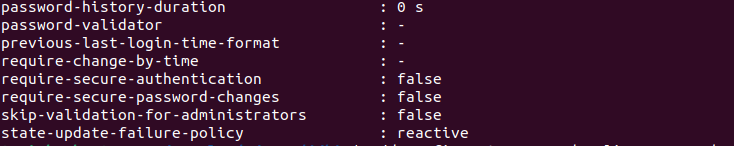 password-history-duration : 0 s
password-validator : -
previous-last-login-time-format : -
require-change-by-time : -
require-secure-authentication : false
require-secure-password-changes : false
skip-validation-for-administrators : false
state-update-failure-policy : reactive